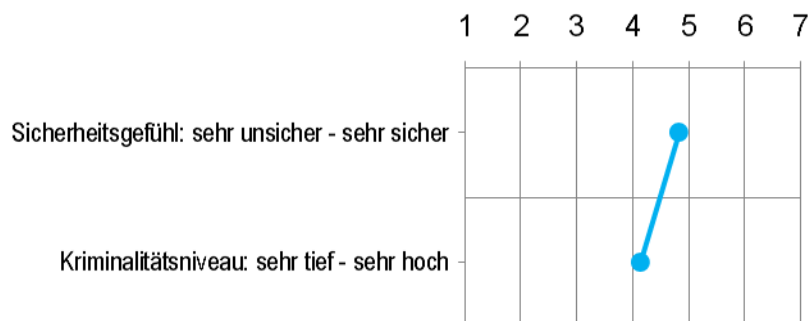 1 2 3 4 5 6 7
Sicherheitsgefühl: sehr unsicher - sehr sicher
Kriminalitätsniveau: sehr tief - sehr hoch